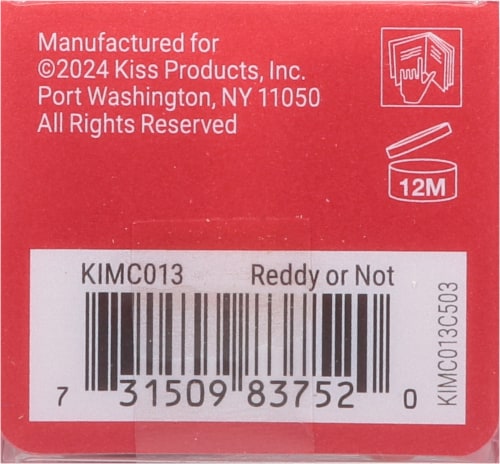 Manufactured for
©2024 Kiss Products, Inc.
Port Washington, NY 11050
All Rights Reserved
12M
KIMC013 Reddy or Not
7 31509 83752 0
KIMC013C503